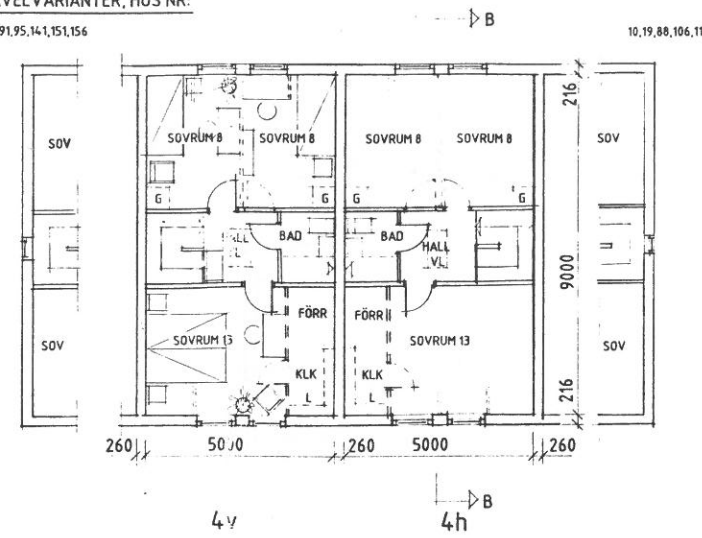 VELVARIANTER, HUS NR:
91,95,141,151,156
10,19,88,106,11
B
SOV
SOVRUM 8
SOVRUM 8
SOVRUM 8
SOVRUM 8
SOV
216
G
G
G
G
BAD
BAD
HALL
VL
9000
SOV
SOVRUM 13
FÖRR
FÖRR
SOVRUM 13
SOV
KLK
L
KLK
L
216
260
5000
260
5000
260
B
4v
4h